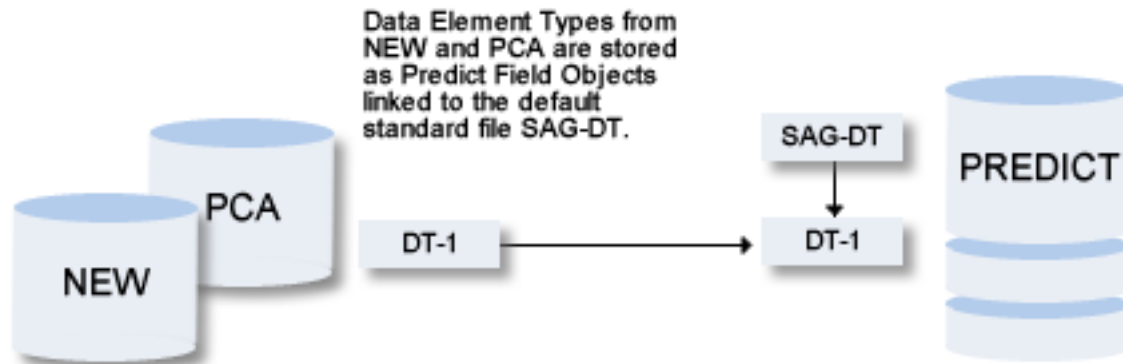 Data Element Types from
NEW and PCA are stored
as Predict Field Objects
linked to the default
standard file SAG-DT.
SAG-DT
PREDICT
PCA
DT-1
DT-1
NEW